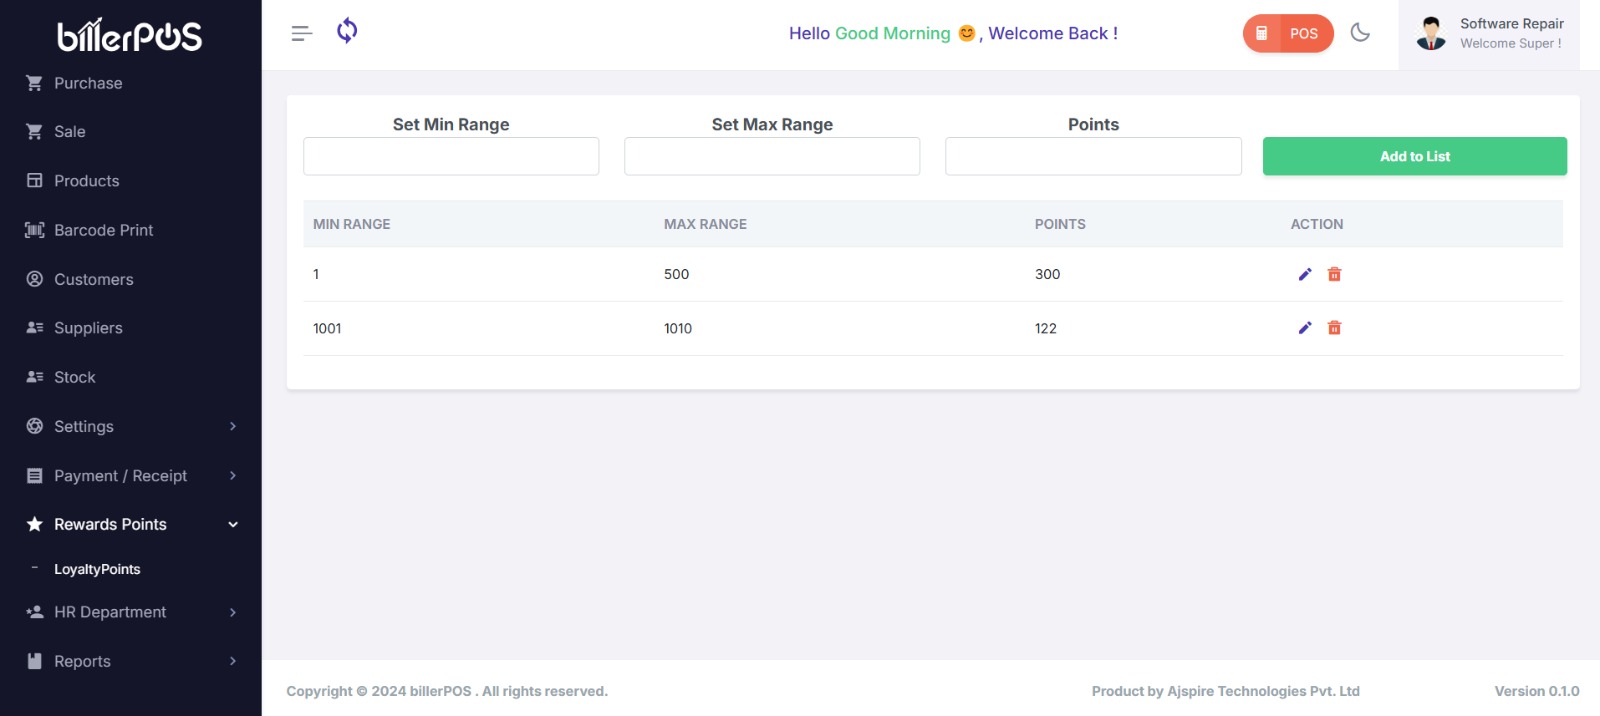 billerPOS
Hello Good Morning 😊, Welcome Back !
POS
Software Repair
Welcome Super !
Purchase
Sale
Products
Barcode Print
Customers
Suppliers
Stock
Settings
Payment / Receipt
Rewards Points
- LoyaltyPoints
HR Department
Reports
Set Min Range
Set Max Range
Points
Add to List
MIN RANGE MAX RANGE POINTS ACTION
1 500 300
1001 1010 122
Copyright © 2024 billerPOS . All rights reserved.
Product by Ajspire Technologies Pvt. Ltd
Version 0.1.0